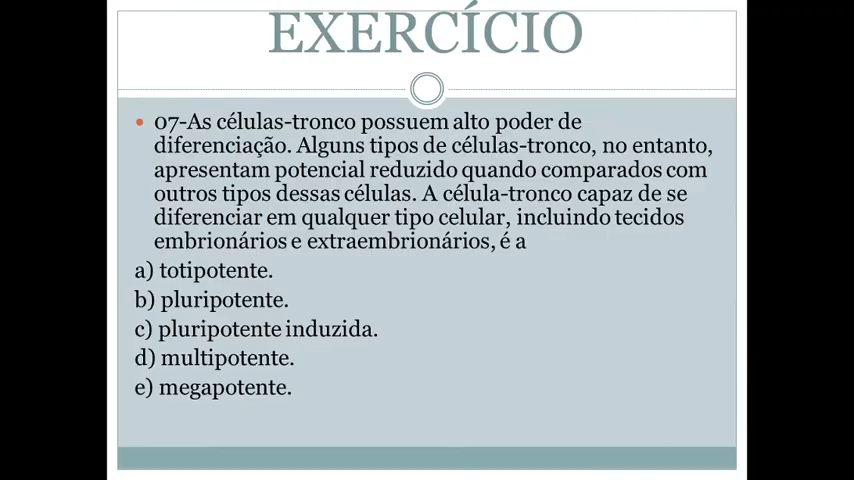 EXERCÍCIO
07-As células-tronco possuem alto poder de
diferenciação. Alguns tipos de células-tronco, no entanto,
apresentam potencial reduzido quando comparados com
outros tipos dessas células. A célula-tronco capaz de se
diferenciar em qualquer tipo celular, incluindo tecidos
embrionários e extraembrionários, é a
a) totipotente.
b) pluripotente.
c) pluripotente induzida.
d) multipotente.
e) megapotente.